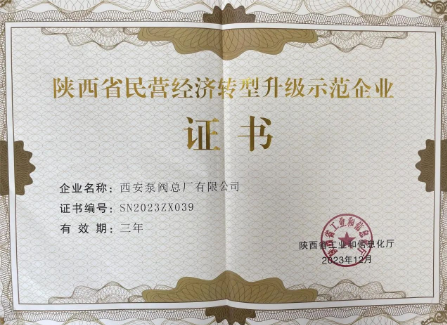 陕西省民营经济转型升级示范企业
证书
企业名称：西安泵阀总厂有限公司
证书编号：SN2023ZX039
有效期：三年
陕西省工业和信息化厅
2023年12月